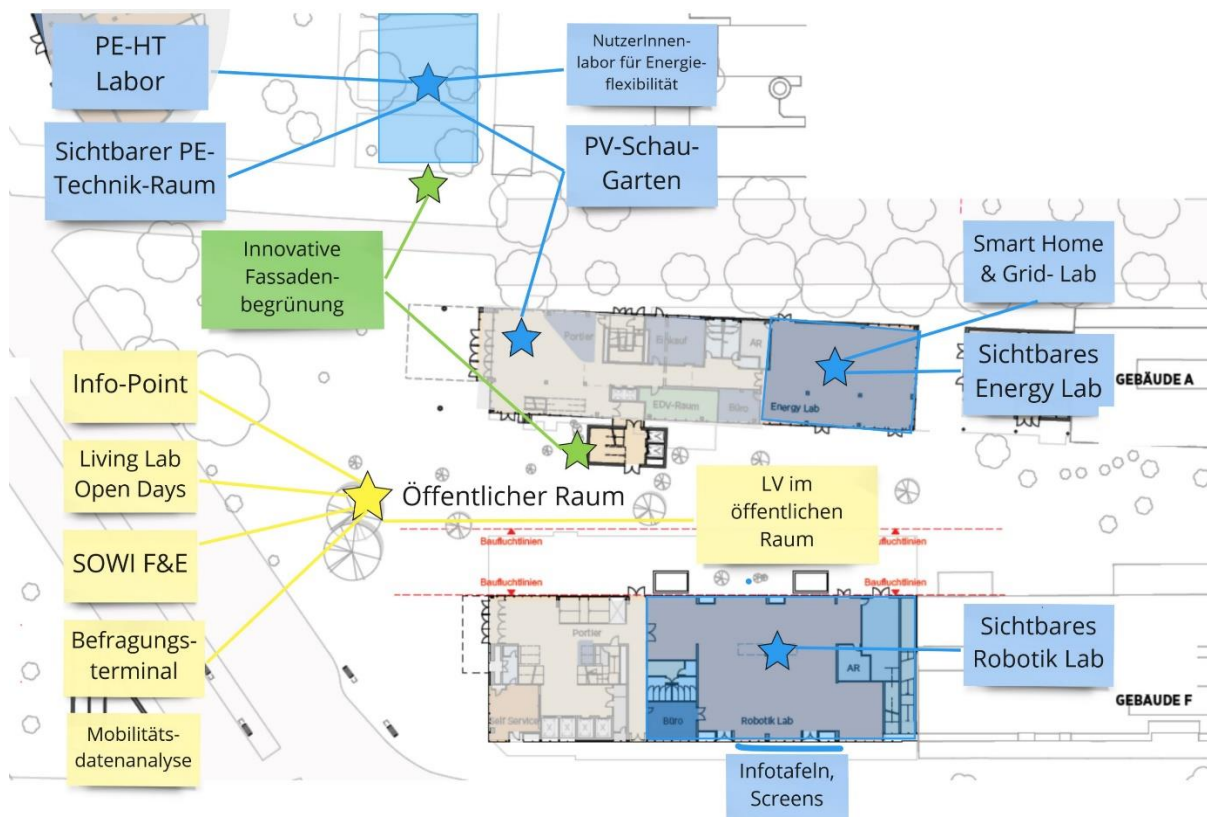 PE-HT
Labor
NutzerInnen-
labor für Energie-
flexibilität
Sichtbarer PE-
Technik-Raum
PV-Schau-
Garten
Innovative
Fassaden-
begrünung
Smart Home
& Grid- Lab
Sichtbares
Energy Lab
GEBÄUDE A
Portier
Einkauf
AR
EDV-Raum
Büro
Energy Lab
Info-Point
Living Lab
Open Days
SOWI F&E
Befragungs-
terminal
Mobilitäts-
datenanalyse
Öffentlicher Raum
LV im
öffentlichen
Raum
Baufluchtlinien
Baufluchtlinien
Baufluchtlinien
Baufluchtlinien
Portier
Self Service
Büro
Robotik Lab
AR
Sichtbares
Robotik Lab
GEBÄUDE F
Infotafeln,
Screens